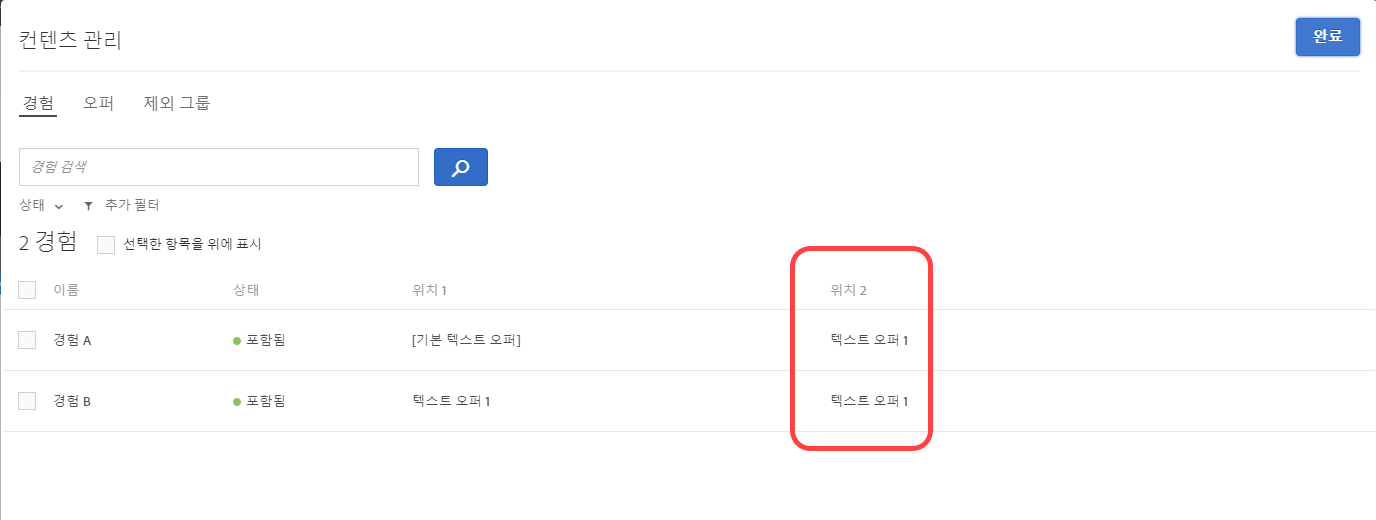 컨텐츠 관리
완료
경험 오퍼 제외 그룹
경험 검색
상태 추가 필터
2 경험 선택한 항목을 위에 표시
이름 상태 위치 1 위치 2
경험 A 포함됨 [기본 텍스트 오퍼] 텍스트 오퍼 1
경험 B 포함됨 텍스트 오퍼 1 텍스트 오퍼 1